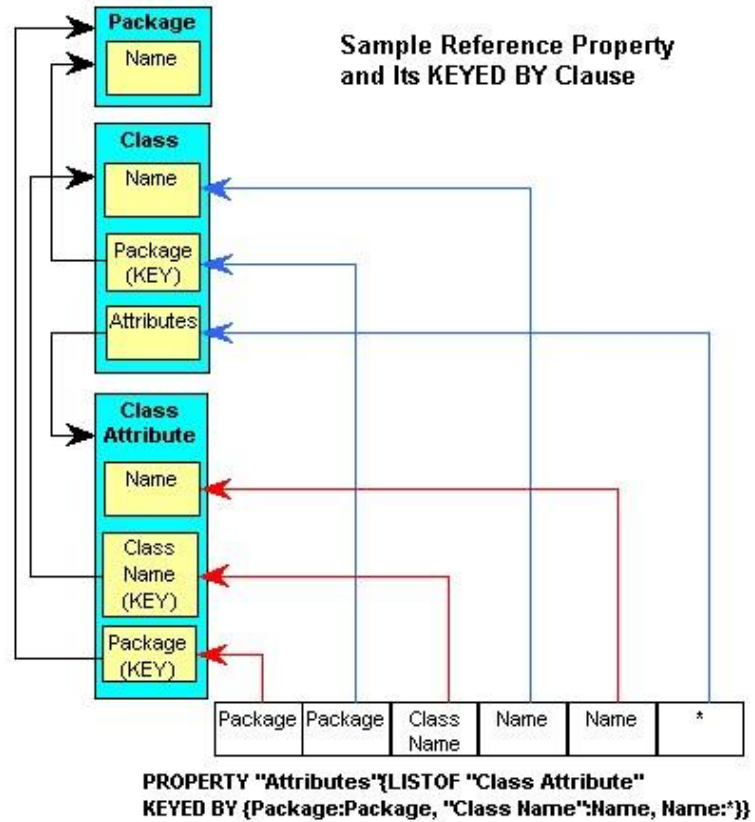 Package
Name
Sample Reference Property
and Its KEYED BY Clause
Class
Name
Package
(KEY)
Attributes
Class
Attribute
Name
Class
Name
(KEY)
Package
(KEY)
Package Package Class Name Name Name *
PROPERTY "Attributes"{LISTOF "Class Attribute"
KEYED BY {Package:Package, "Class Name":Name, Name:*}}